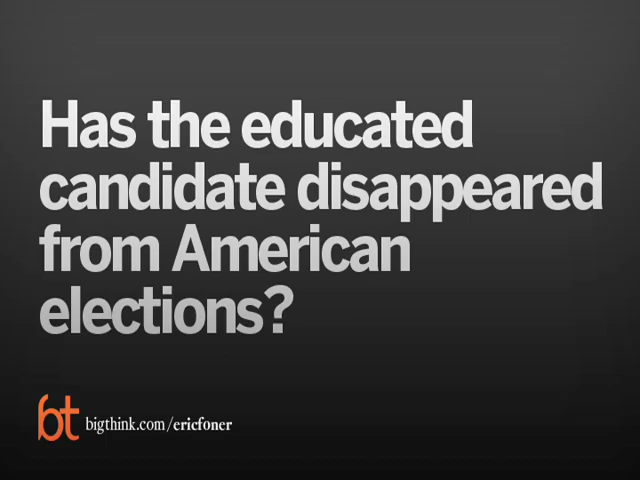 Has the educated
candidate disappeared
from American
elections?
bt bigthink.com/ericfoner